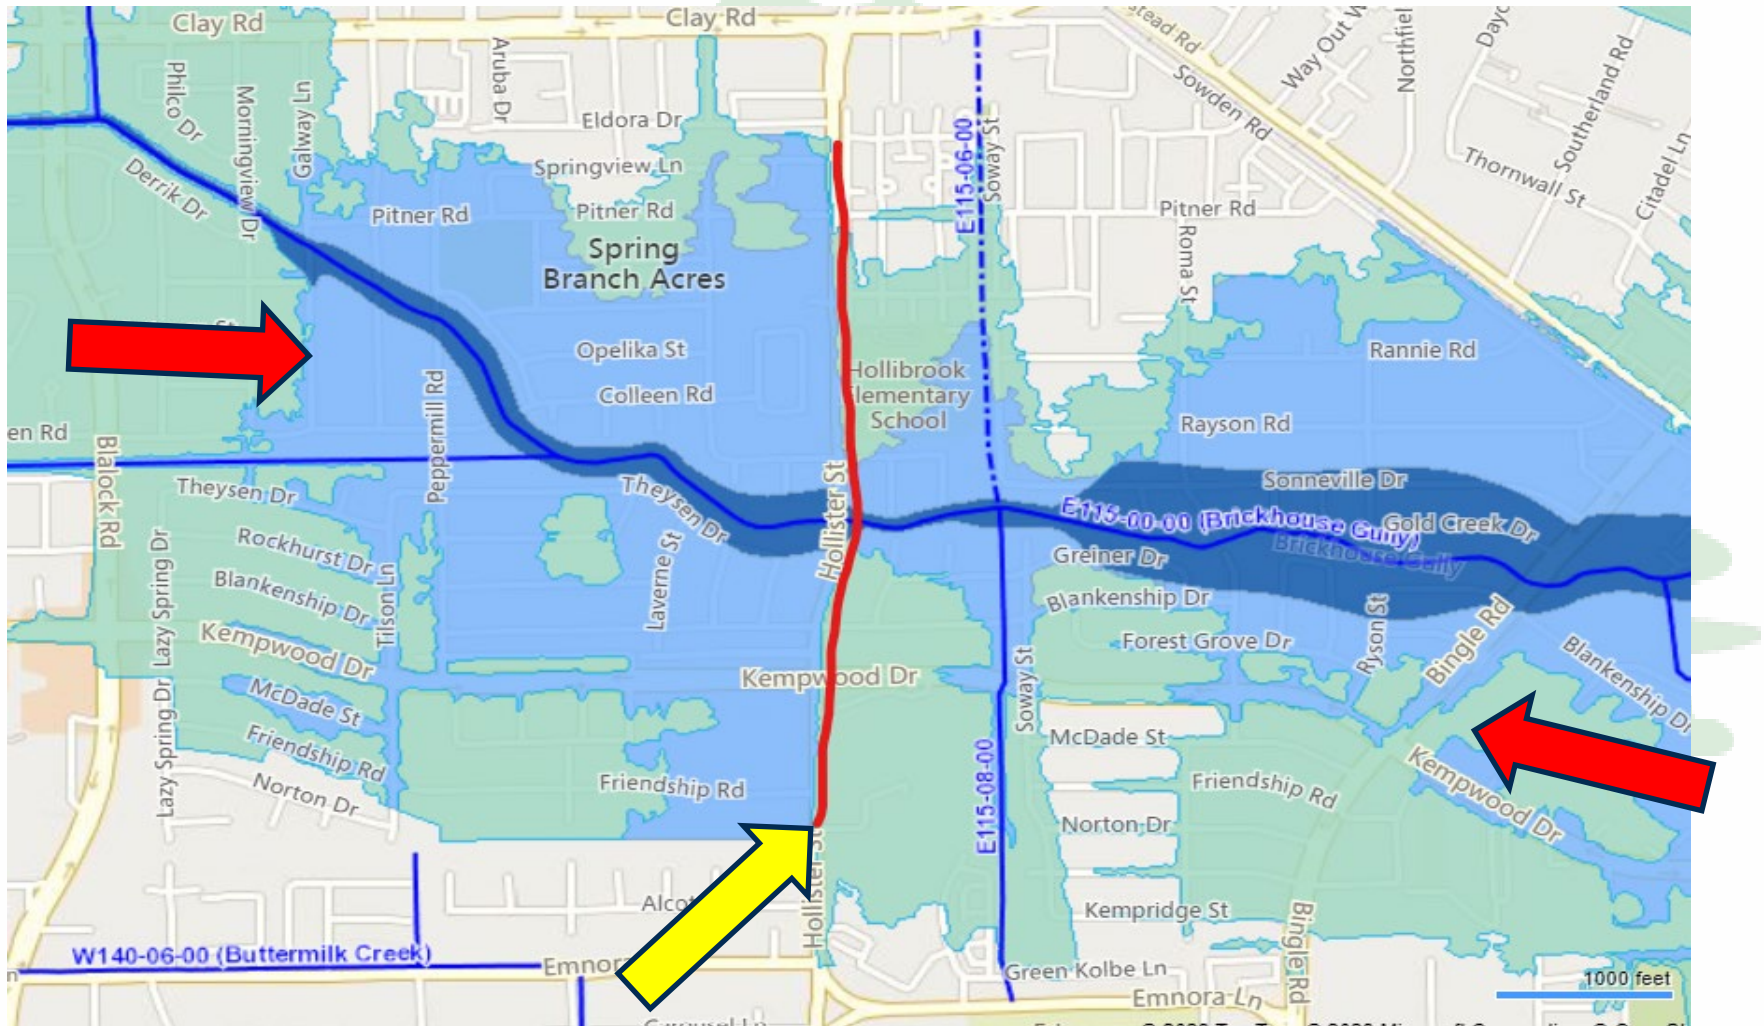 Clay Rd
Clay Rd
stead Rd
Way Out W
Northfiel
Dayc
Southerland Rd
Citadel Ln
Philco Dr
Morningview Dr
Galway Ln
Aruba Dr
Eldora Dr
Sowden Rd
Thornwall St
Derrik Dr
Springview Ln
Pitner Rd
Pitner Rd
Pitner Rd
E115-06-00
Soway St
Roma St
Spring
Branch Acres
St
Opelika St
Colleen Rd
Hollibrook
lementary
School
Rannie Rd
Rayson Rd
en Rd
Blalock Rd
Peppermill Rd
Theysen Dr
Theysen Dr
Hollister St
Sonneville Dr
E115-00-00 (Brickhouse Gully)
Gold Creek Dr
Brickhouse Gully
Greiner Dr
Rockhurst Dr
Blankenship Dr
Lazy Spring Dr
Tilson Ln
Laverne St
Blankenship Dr
Forest Grove Dr
Ryson St
Bingle Rd
Blankenship Dr
Kempwood Dr
Kempwood Dr
McDade St
Lazy Spring Dr
Friendship Rd
Norton Dr
Friendship Rd
Soway St
E115-08-00
McDade St
Friendship Rd
Kempwood Dr
Norton Dr
Hollister St
Alcot
Kempridge St
Bingle Rd
W140-06-00 (Buttermilk Creek)
Emnora
Green Kolbe Ln
Emnora Ln
1000 feet
n